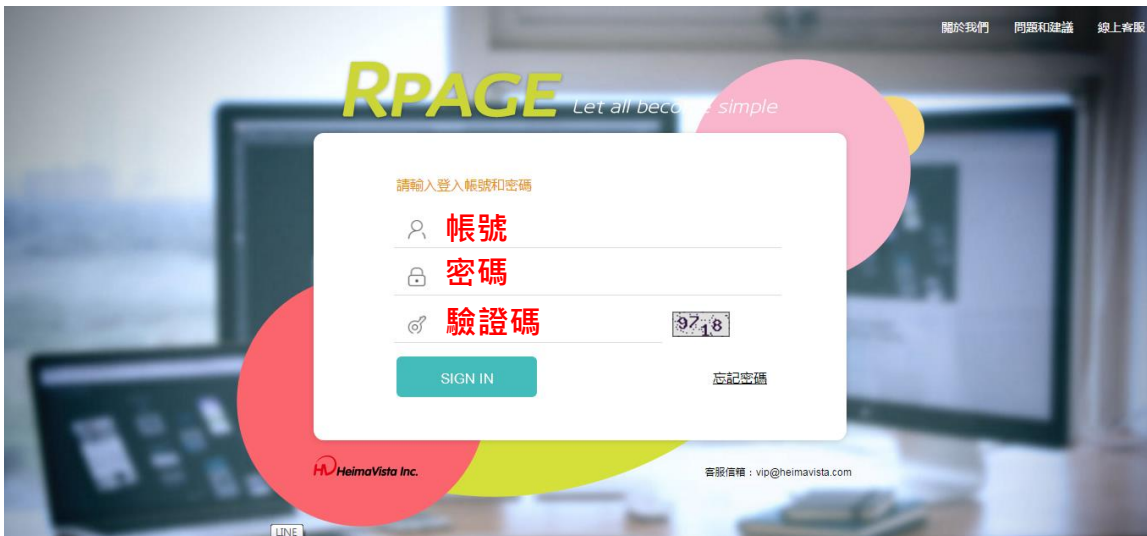 關於我們 問題和建議 線上客服
RPAGE Let all become simple
請輸入登入帳號和密碼
帳號
密碼
驗證碼 9718
SIGN IN 忘記密碼
HV HeimaVista Inc. 客服信箱：vip@heimavista.com
LINE